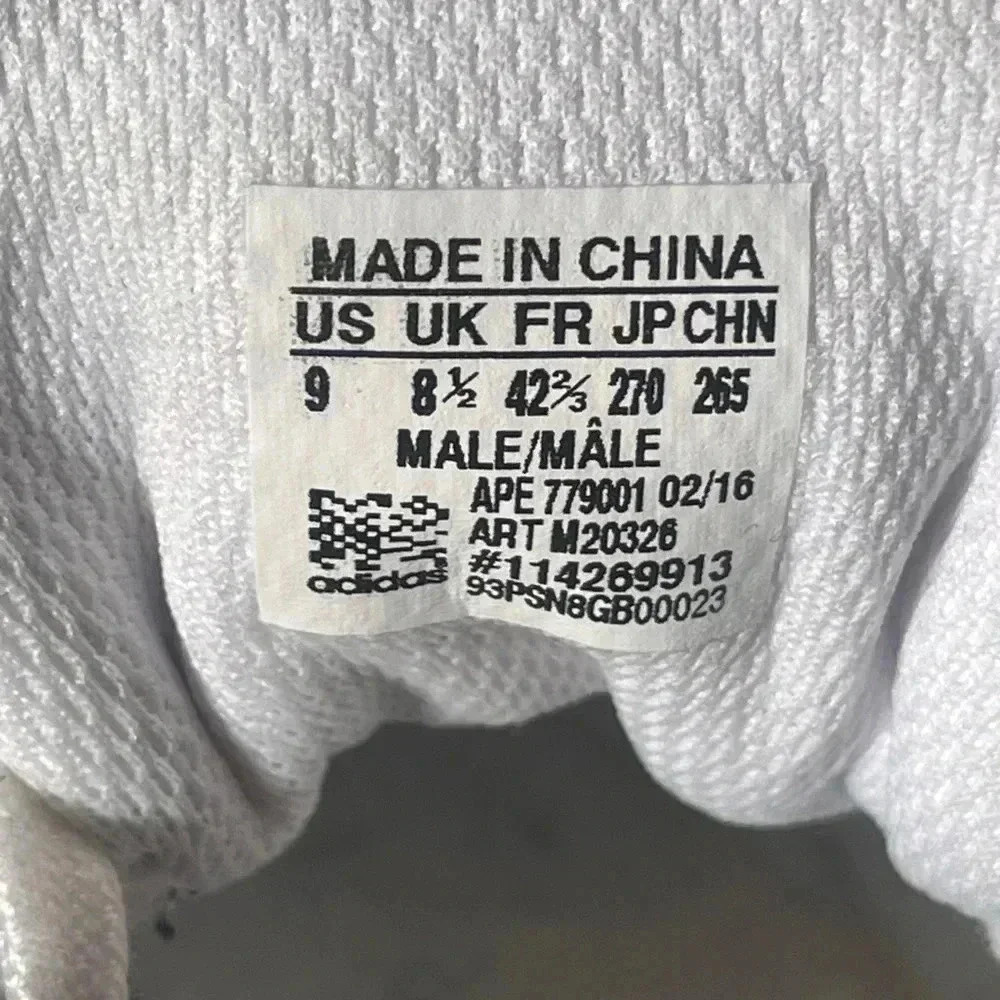 MADE IN CHINA
US UK FR JP CHN
9 8½ 42⅔ 270 265
MALE/MÂLE
APE 779001 02/16
ART M20326
#114269913
93PSN8GB00023
adidas